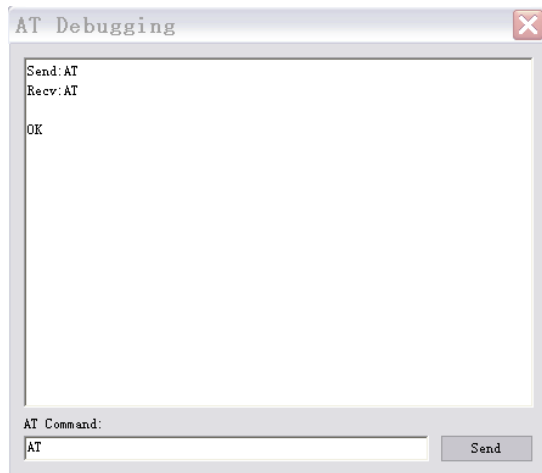 AT Debugging
Send:AT
Recv:AT
OK
AT Command:
AT
Send